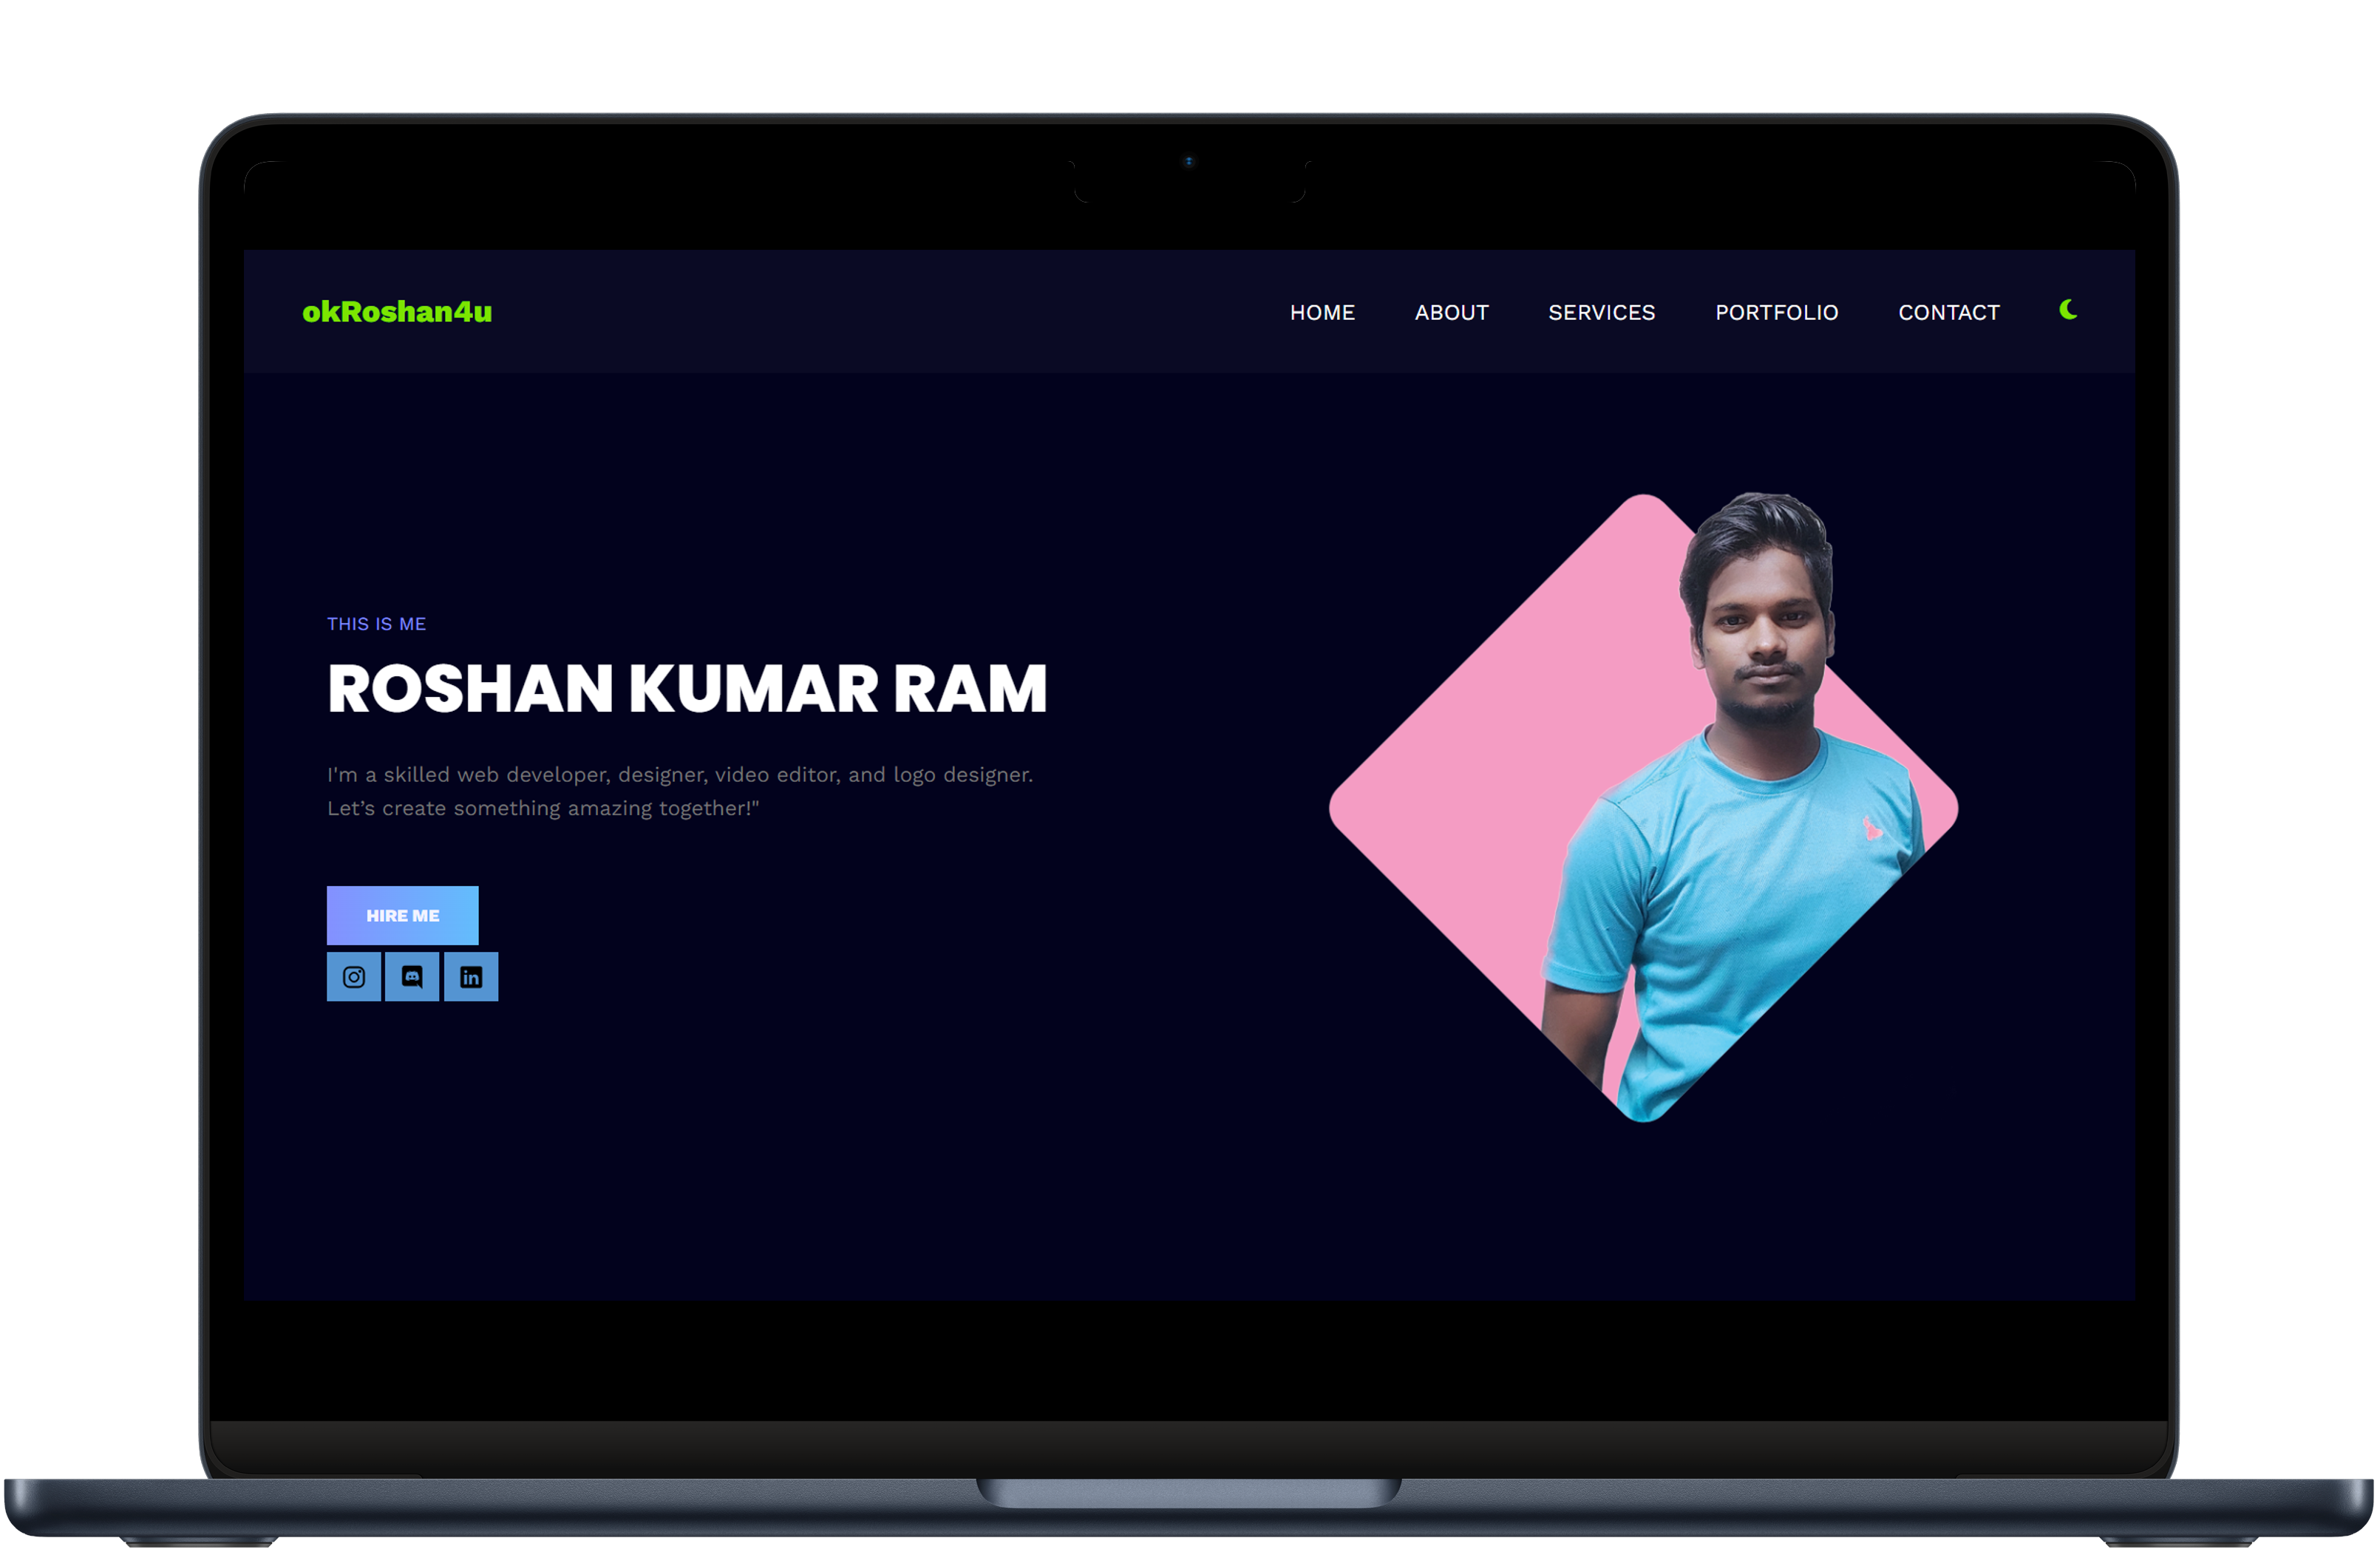 okRoshan4u
HOME ABOUT SERVICES PORTFOLIO CONTACT
THIS IS ME
ROSHAN KUMAR RAM
I'm a skilled web developer, designer, video editor, and logo designer.
Let’s create something amazing together!"
HIRE ME
in